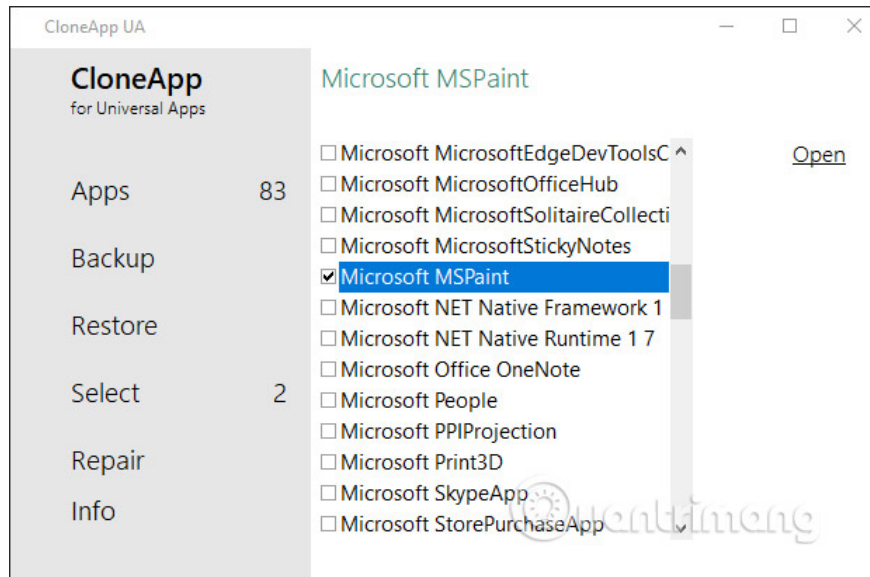 CloneApp UA
CloneApp
for Universal Apps
Apps 83
Backup
Restore
Select 2
Repair
Info
Microsoft MSPaint
Microsoft MicrosoftEdgeDevToolsC
Microsoft MicrosoftOfficeHub
Microsoft MicrosoftSolitaireCollecti
Microsoft MicrosoftStickyNotes
Microsoft MSPaint
Microsoft NET Native Framework 1
Microsoft NET Native Runtime 1 7
Microsoft Office OneNote
Microsoft People
Microsoft PPIProjection
Microsoft Print3D
Microsoft SkypeApp
Microsoft StorePurchaseApp
Open
Quantrimang